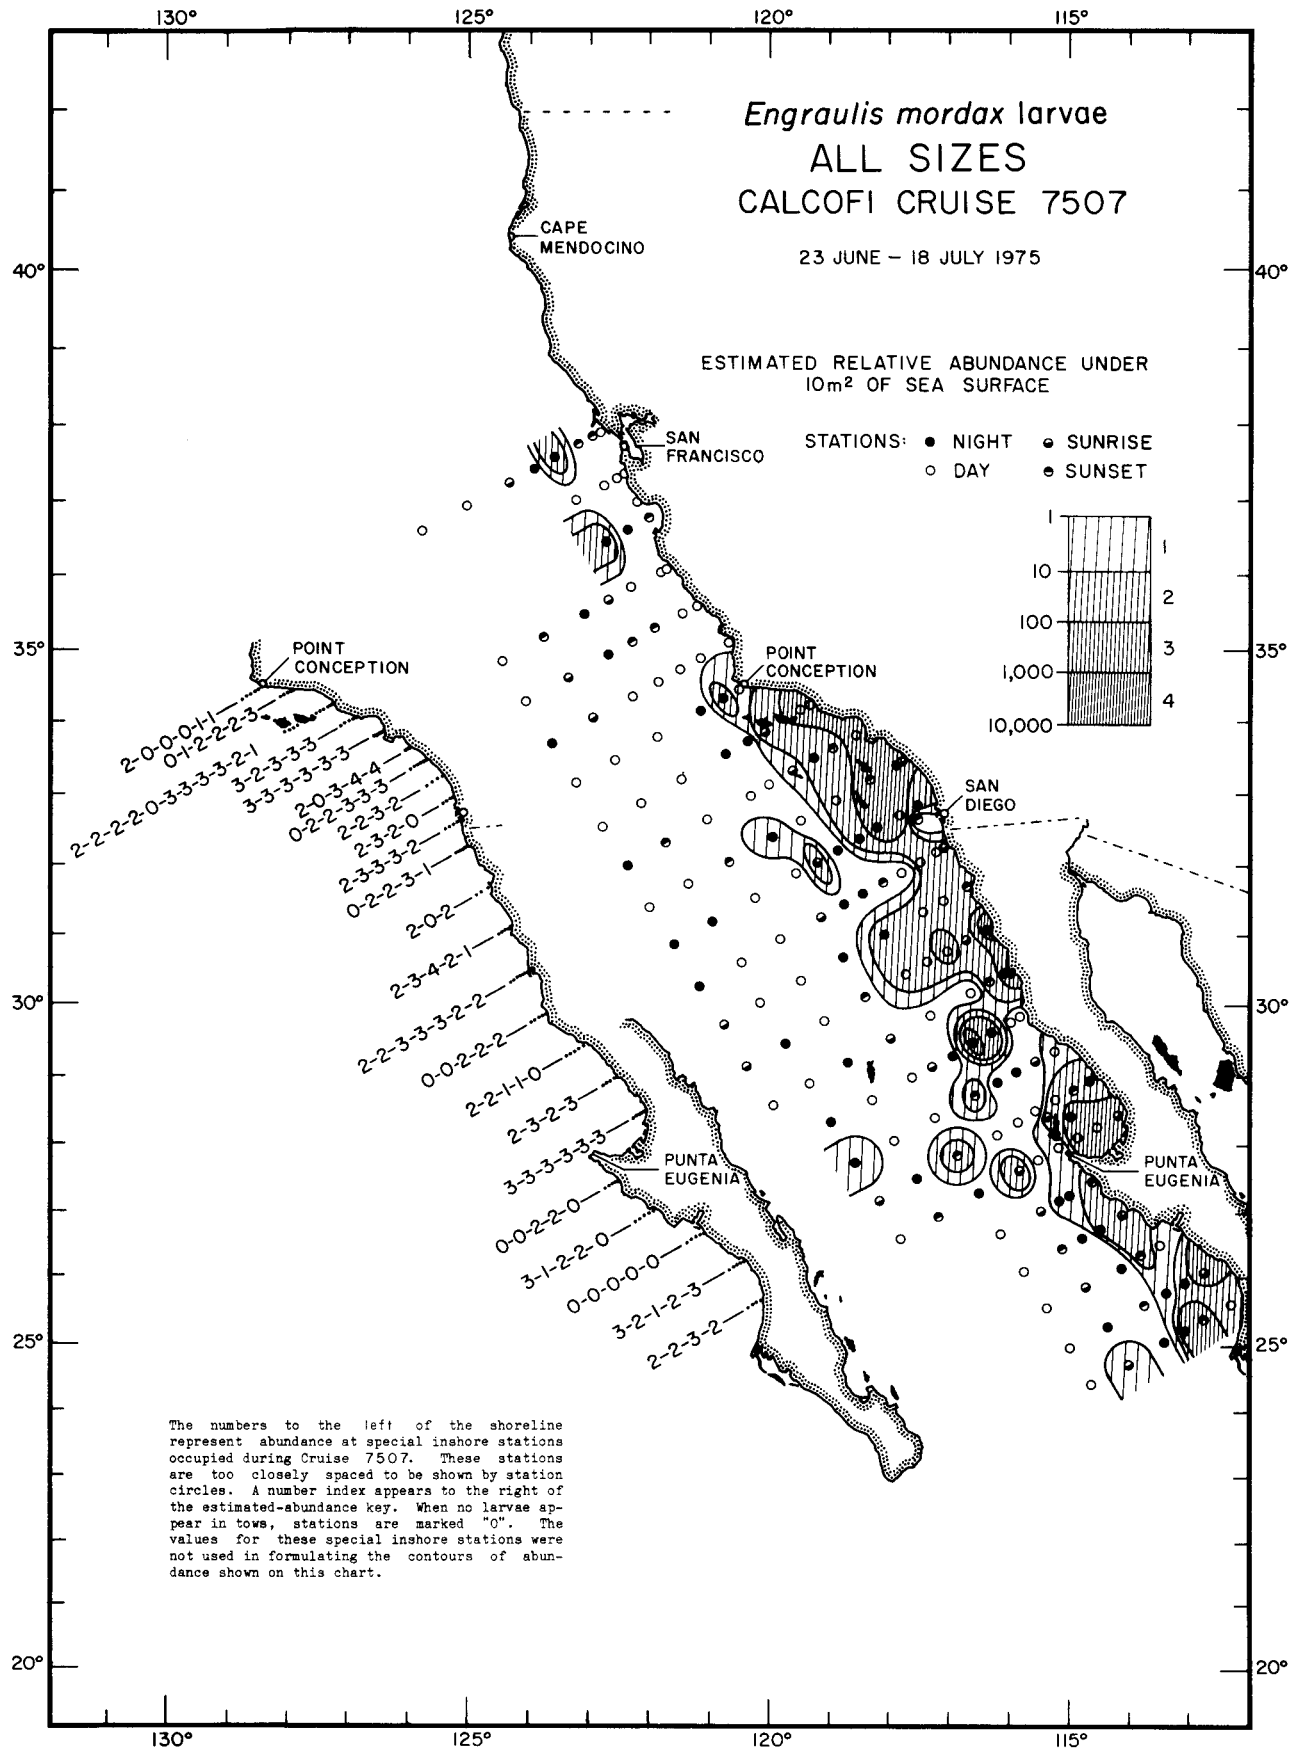 130° 125° 120° 115°
Engraulis mordax larvae
ALL SIZES
CALCOFI CRUISE 7507
23 JUNE – 18 JULY 1975
CAPE
MENDOCINO
40° 40°
ESTIMATED RELATIVE ABUNDANCE UNDER
10m² OF SEA SURFACE
STATIONS: ● NIGHT SUNRISE
○ DAY SUNSET
SAN
FRANCISCO
1
1
10
2
100
3
1,000
4
10,000
35° 35°
POINT
CONCEPTION
POINT
CONCEPTION
SAN
DIEGO
2-0-0-0-1-1
0-1-2-2-2-3
2-2-2-2-0-3-3-3-3-2-1
3-2-3-3-3
3-3-3-3-3-3
2-0-3-4-4
0-2-2-3-3-3
2-2-3-2
2-3-2-0
2-3-3-3-2
0-2-2-3-1
2-0-2
2-3-4-2-1
30° 30°
2-2-3-3-3-2-2
0-0-2-2-2
2-2-1-1-0
2-3-2-3
3-3-3-3-3-3
PUNTA
EUGENIA
PUNTA
EUGENIA
0-0-2-2-0
3-1-2-2-0
0-0-0-0-0
3-2-1-2-3
2-2-3-2
25° 25°
The numbers to the left of the shoreline
represent abundance at special inshore stations
occupied during Cruise 7507. These stations
are too closely spaced to be shown by station
circles. A number index appears to the right of
the estimated-abundance key. When no larvae ap-
pear in tows, stations are marked "0". The
values for these special inshore stations were
not used in formulating the contours of abun-
dance shown on this chart.
20° 20°
130° 125° 120° 115°